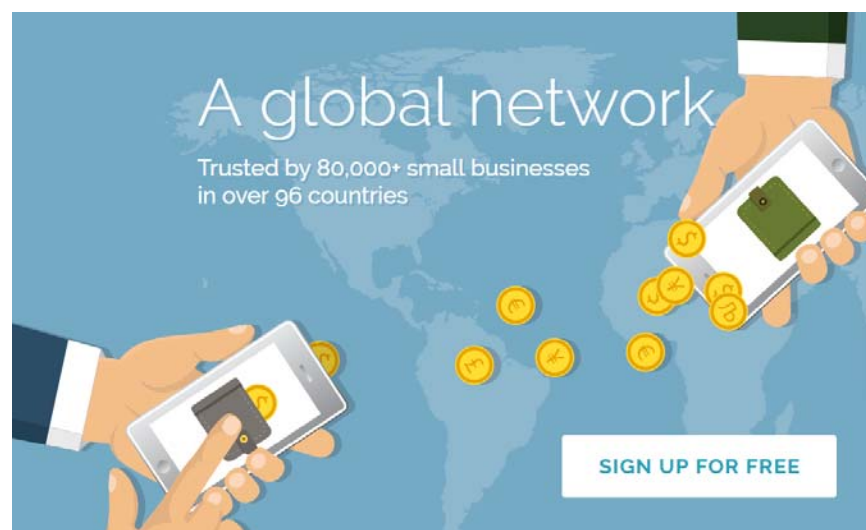 A global network
Trusted by 80,000+ small businesses
in over 96 countries
SIGN UP FOR FREE